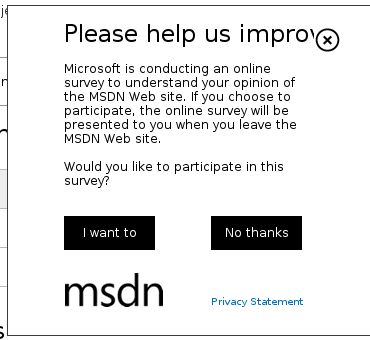 Please help us improv
Microsoft is conducting an online
survey to understand your opinion of
the MSDN Web site. If you choose to
participate, the online survey will be
presented to you when you leave the
MSDN Web site.
Would you like to participate in this
survey?
I want to
No thanks
msdn
Privacy Statement